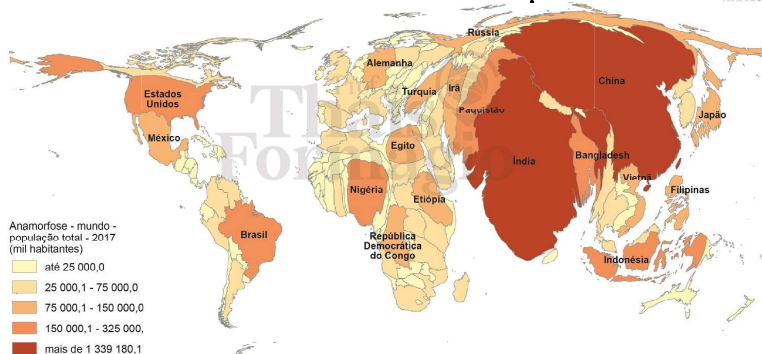 Rússia
Alemanha
China
Turquia
Irã
Estados
Unidos
Paquistão
Japão
México
Egito
Índia
Bangladesh
Vietnã
Nigéria
Filipinas
Etiópia
Brasil
República
Democrática
do Congo
Indonésia
Anamorfose - mundo -
população total - 2017
(mil habitantes)
até 25 000,0
25 000,1 - 75 000,0
75 000,1 - 150 000,0
150 000,1 - 325 000,
mais de 1 339 180,1